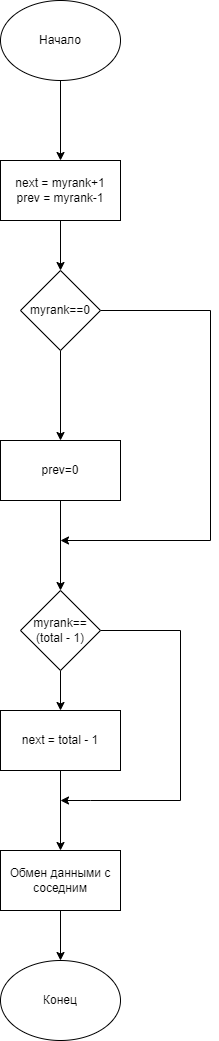 Начало
next = myrank+1
prev = myrank-1
myrank==0
prev=0
myrank==
(total - 1)
next = total - 1
Обмен данными с
соседним
Конец